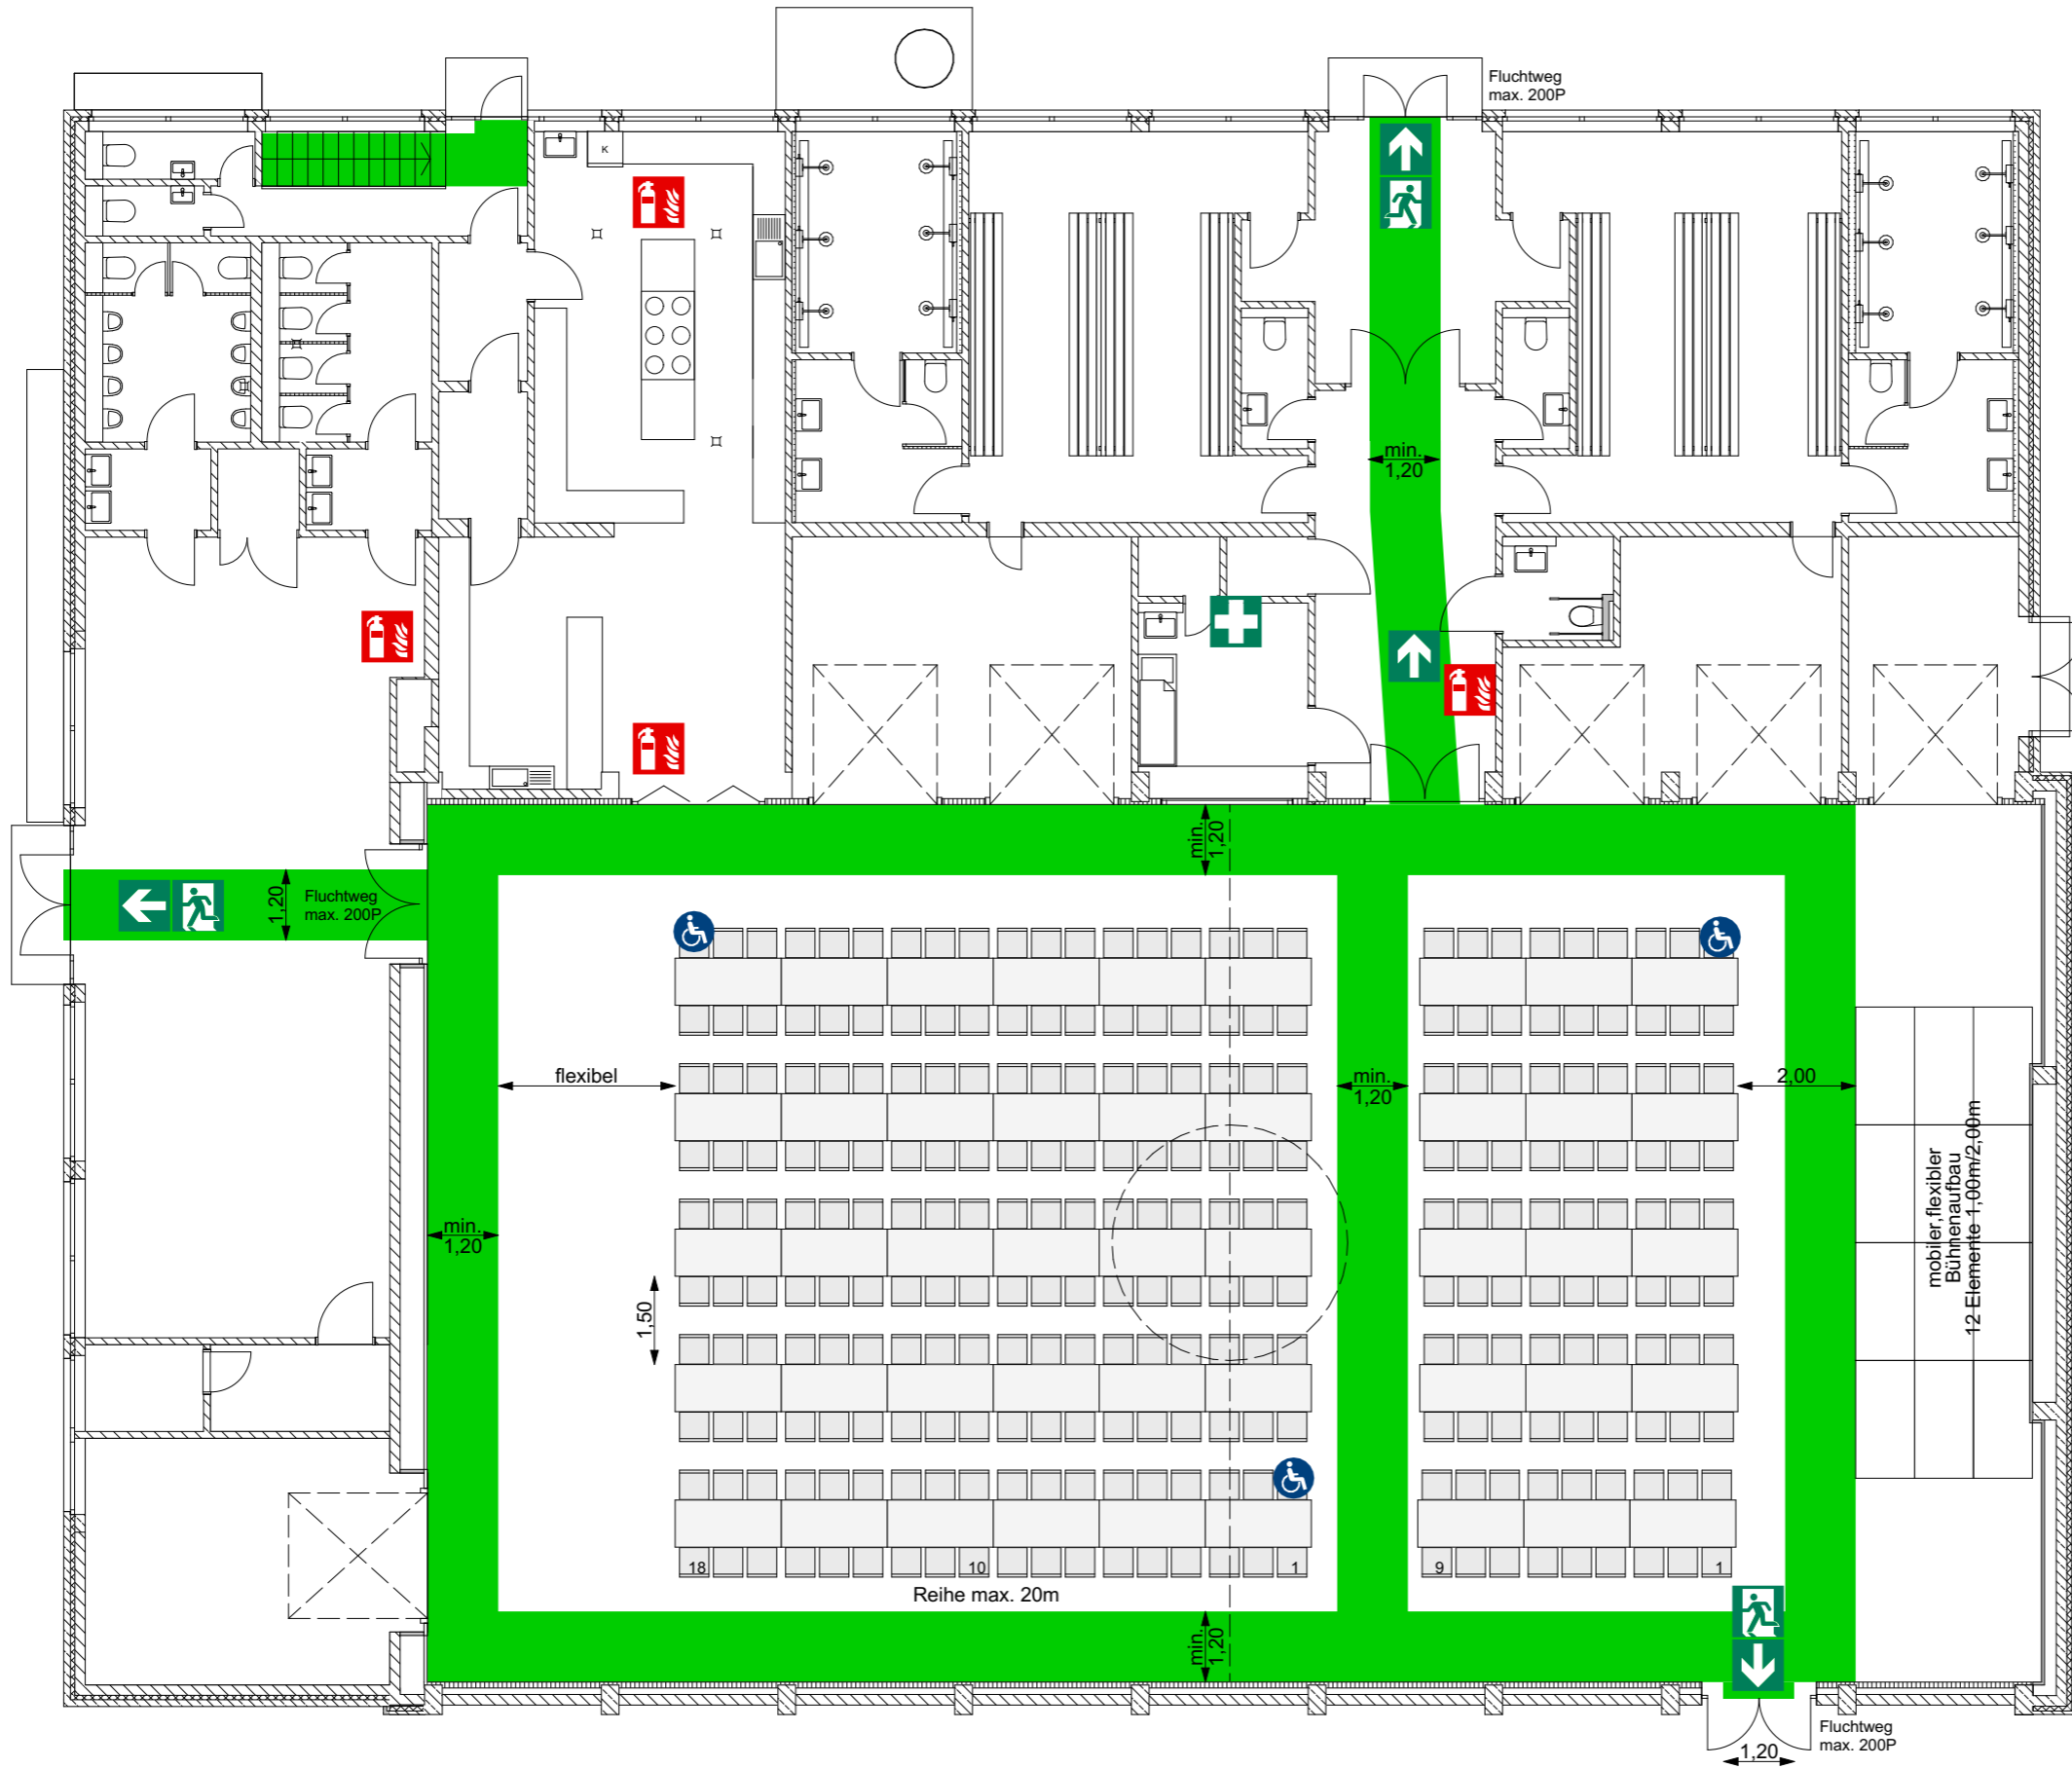 Fluchtweg
max. 200P
K
min.
1,20
min.
1,20
1,20
Fluchtweg
max. 200P
flexibel
min.
1,20
2,00
mobiler,flexibler
Bühnenaufbau
12 Elemente 1,00m/2,00m
min.
1,20
1,50
18
10
1
9
1
Reihe max. 20m
min.
1,20
Fluchtweg
max. 200P
1,20